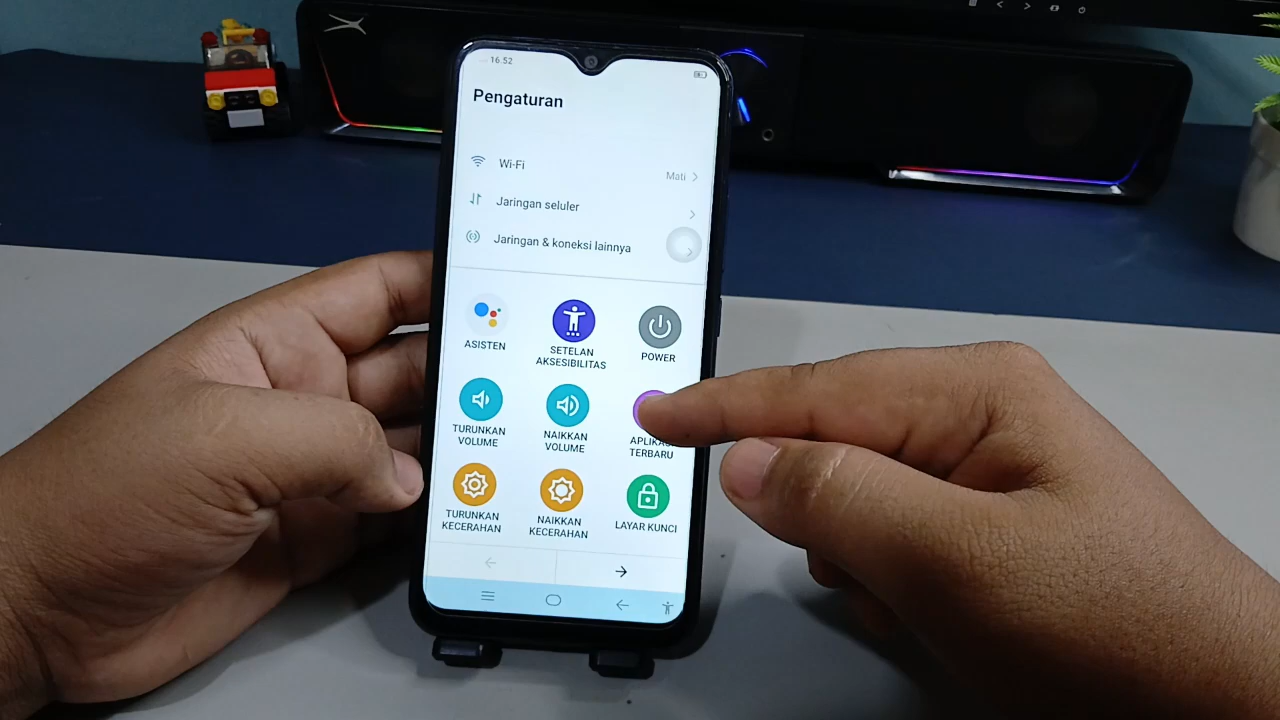 16.52
Pengaturan
Wi-Fi
Mati
Jaringan seluler
Jaringan & koneksi lainnya
ASISTEN
SETELAN
AKSESIBILITAS
POWER
TURUNKAN
VOLUME
NAIKKAN
VOLUME
TERBARU
TURUNKAN
KECERAHAN
NAIKKAN
KECERAHAN
LAYAR KUNCI